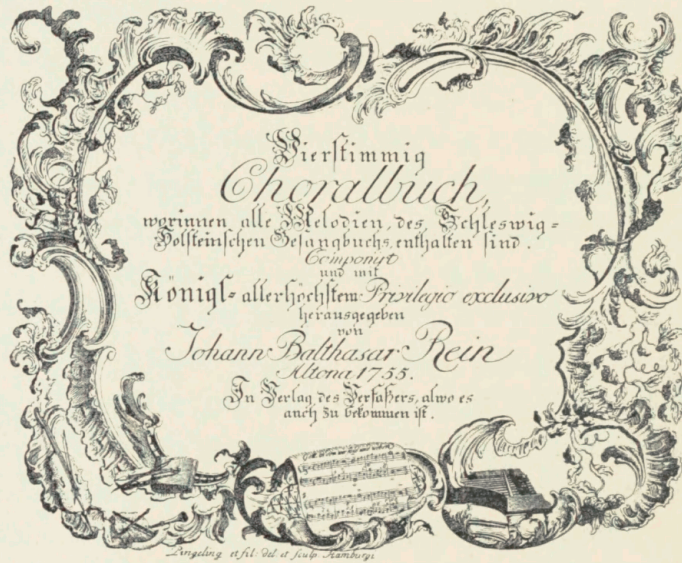 Vierstimmig
Choralbuch,
worinnen alle Melodien, des Schleswig=
Holsteinschen Gesangbuchs, enthalten sind.
Componirt
und mit
Königl= allerhöchstem Privilegio exclusivo
herausgegeben
von
Johann Balthasar Rein
Altona 1755.
In Verlag des Verfaßers, alwo es
auch zu bekommen ist.
Pingeling et fil: del: et sculp: Hamburgi